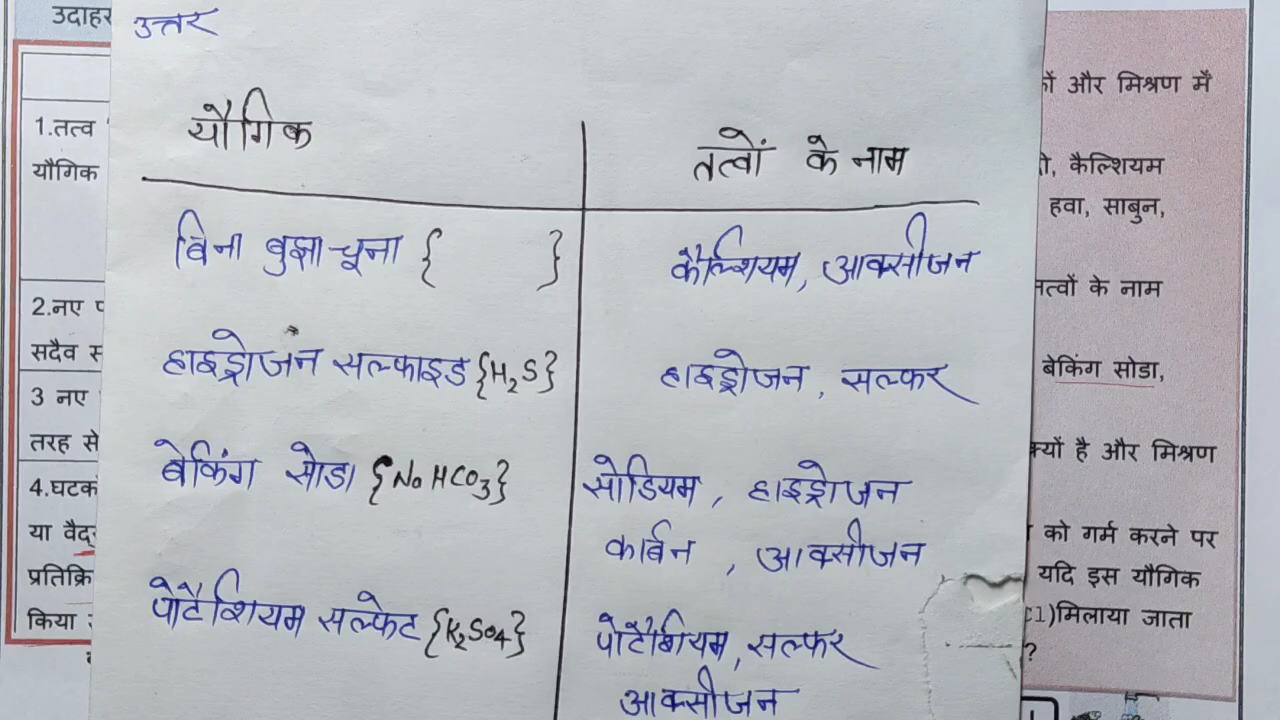 उदाहर
उत्तर
यौगिक
तत्वों के नाम
बिना बुझा चूना { }
कैल्शियम, आक्सीजन
हाइड्रोजन सल्फाइड {H₂S}
हाइड्रोजन, सल्फर
बेकिंग सोडा {NaHCO₃}
सोडियम, हाइड्रोजन
कार्बन, आक्सीजन
पोटैशियम सल्फेट {K₂SO₄}
पोटैशियम, सल्फर
आक्सीजन
1.तत्व
यौगिक
2.नए
सदैव
3 नए
तरह से
4.घटक
या
प्रतिक्रि
किया
और मिश्रण में
कैल्शियम
हवा, साबुन,
के नाम
बेकिंग सोडा,
है और मिश्रण
को गर्म करने पर
यदि इस यौगिक
मिलाया जाता
?